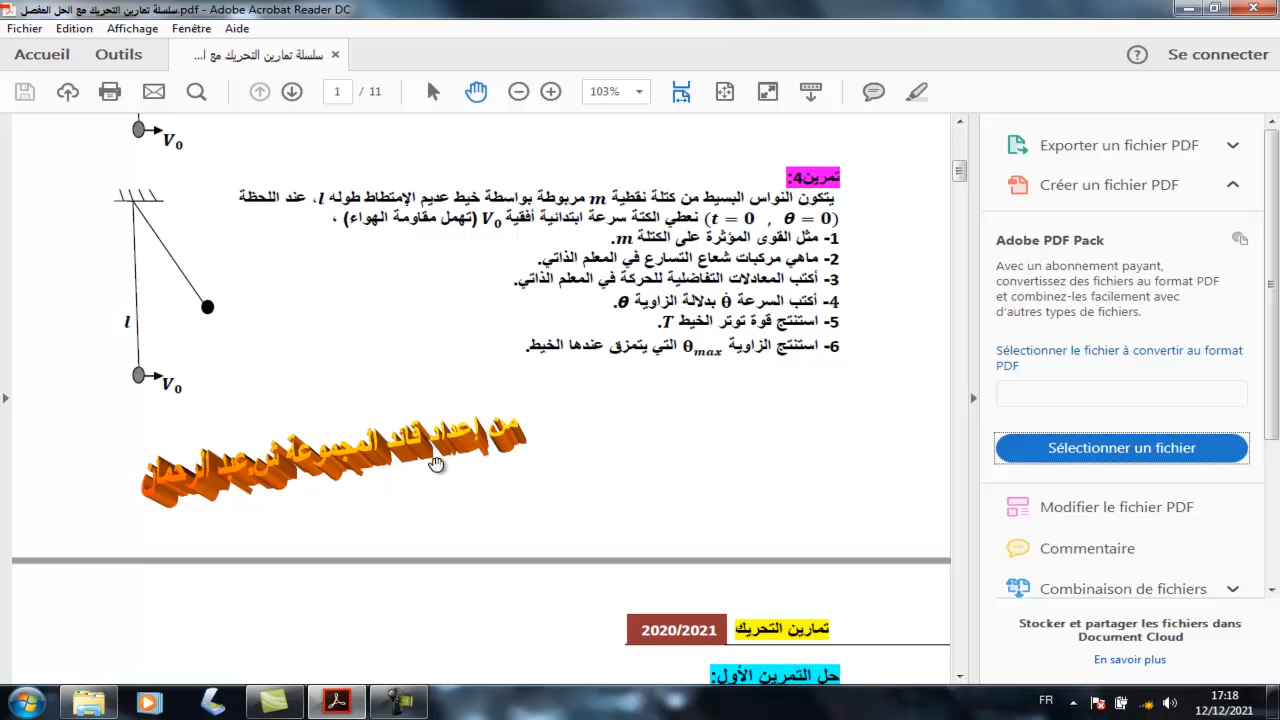 سلسلة تمارين التحريك مع الحل المفصل.pdf - Adobe Acrobat Reader DC
Fichier Edition Affichage Fenêtre Aide
Accueil Outils سلسلة تمارين التحريك مع ا... × Se connecter
1 / 11 103%
V0
تمرين4:
يتكون النواس البسيط من كتلة نقطية m مربوطة بواسطة خيط عديم الإمتطاط طوله l، عند اللحظة
(t = 0 , θ = 0) نعطي الكتة سرعة ابتدائية أفقية V0 (تهمل مقاومة الهواء) ،
1- مثل القوى المؤثرة على الكتلة m.
2- ماهي مركبات شعاع التسارع في المعلم الذاتي.
3- أكتب المعادلات التفاضلية للحركة في المعلم الذاتي.
4- أكتب السرعة θ̇ بدلالة الزاوية θ.
5- استنتج قوة توتر الخيط T.
6- استنتج الزاوية θmax التي يتمزق عندها الخيط.
l
V0
من إعداد قائد المجموعة ش.عبد الرحمان
تمارين التحريك 2020/2021
حل التمرين الأول:
Exporter un fichier PDF
Créer un fichier PDF
Adobe PDF Pack
Avec un abonnement payant,
convertissez des fichiers au format PDF
et combinez-les facilement avec
d'autres types de fichiers.
Sélectionner le fichier à convertir au format
PDF
Sélectionner un fichier
Modifier le fichier PDF
Commentaire
Combinaison de fichiers
Stocker et partager les fichiers dans
Document Cloud
En savoir plus
FR 17:18
12/12/2021